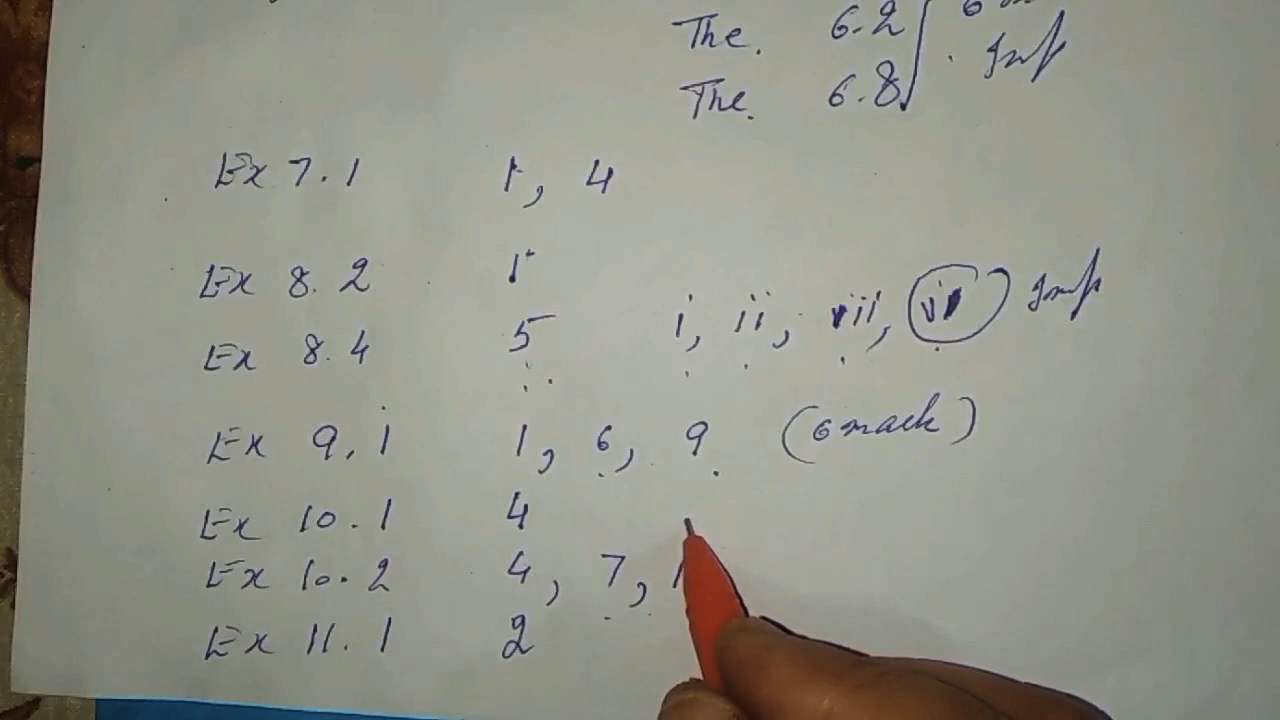 The. 6.2 6
The. 6.8 Imp
Ex 7.1 1, 4
Ex 8.2 1
Ex 8.4 5 i, ii, vii, Imp
Ex 9.i 1, 6, 9 (6 mark)
Ex 10.1 4
Ex 10.2 4, 7,
Ex 11.1 2